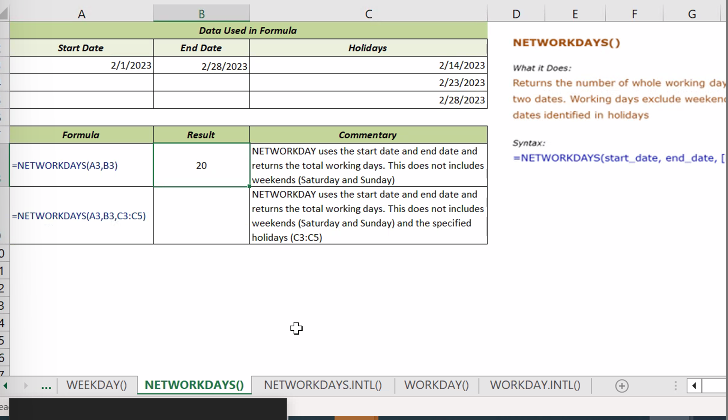 A B C D E F G H
Data Used in Formula
Start Date End Date Holidays
2/1/2023 2/28/2023 2/14/2023
2/23/2023
2/28/2023
Formula Result Commentary
=NETWORKDAYS(A3,B3) 20
NETWORKDAY uses the start date and end date and
returns the total working days. This does not includes
weekends (Saturday and Sunday)
=NETWORKDAYS(A3,B3,C3:C5)
NETWORKDAY uses the start date and end date and
returns the total working days. This does not includes
weekends (Saturday and Sunday) and the specified
holidays (C3:C5)
NETWORKDAYS()
What it Does:
Returns the number of whole working day
two dates. Working days exclude weekend
dates identified in holidays
Syntax:
=NETWORKDAYS(start_date, end_date, [
... WEEKDAY() NETWORKDAYS() NETWORKDAYS.INTL() WORKDAY() WORKDAY.INTL()